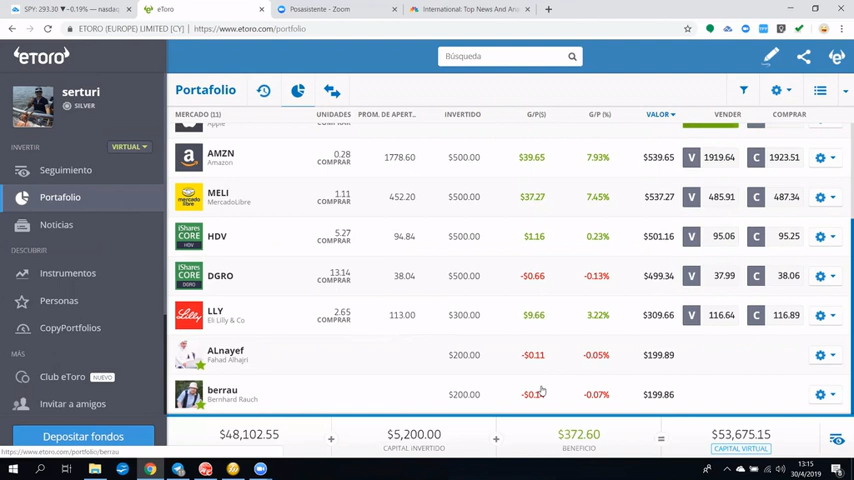 SPY: 293.30 ▼−0.19% — nasdaq
eToro
Posasistente - Zoom
International: Top News And Ana
ETORO (EUROPE) LIMITED [CY]
https://www.etoro.com/portfolio
eToro
Búsqueda
serturi
SILVER
Portafolio
INVERTIR
VIRTUAL
Seguimiento
Portafolio
Noticias
DESCUBRIR
Instrumentos
Personas
CopyPortfolios
MÁS
Club eToro NUEVO
Invitar a amigos
Depositar fondos
MERCADO (11) UNIDADES PROM. DE APERT... INVERTIDO G/P($) G/P (%) VALOR VENDER COMPRAR
Apple COMPRAR
AMZN Amazon 0.28 COMPRAR 1778.60 $500.00 $39.65 7.93% $539.65 V 1919.64 C 1923.51
MELI MercadoLibre 1.11 COMPRAR 452.20 $500.00 $37.27 7.45% $537.27 V 485.91 C 487.34
iShares CORE HDV HDV 5.27 COMPRAR 94.84 $500.00 $1.16 0.23% $501.16 V 95.06 C 95.25
iShares CORE DGRO DGRO 13.14 COMPRAR 38.04 $500.00 -$0.66 -0.13% $499.34 V 37.99 C 38.06
Lilly LLY Eli Lilly & Co 2.65 COMPRAR 113.00 $300.00 $9.66 3.22% $309.66 V 116.64 C 116.89
ALnayef Fahad Alhajri $200.00 -$0.11 -0.05% $199.89
berrau Bernhard Rauch $200.00 -0.07% $199.86
$48,102.55 + $5,200.00 + $372.60 = $53,675.15
CAPITAL INVERTIDO BENEFICIO CAPITAL VIRTUAL
https://www.etoro.com/portfolio/berrau
13:15
30/4/2019